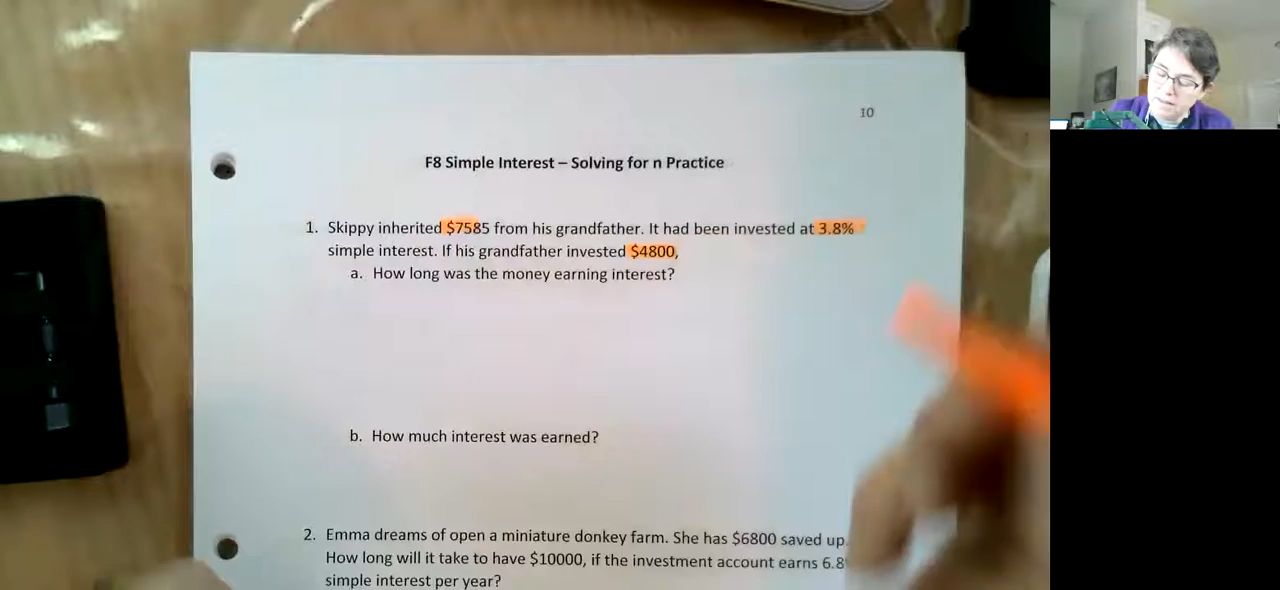 10
F8 Simple Interest – Solving for n Practice
1. Skippy inherited $7585 from his grandfather. It had been invested at 3.8%
simple interest. If his grandfather invested $4800,
a. How long was the money earning interest?
b. How much interest was earned?
2. Emma dreams of open a miniature donkey farm. She has $6800 saved up.
How long will it take to have $10000, if the investment account earns 6.8
simple interest per year?